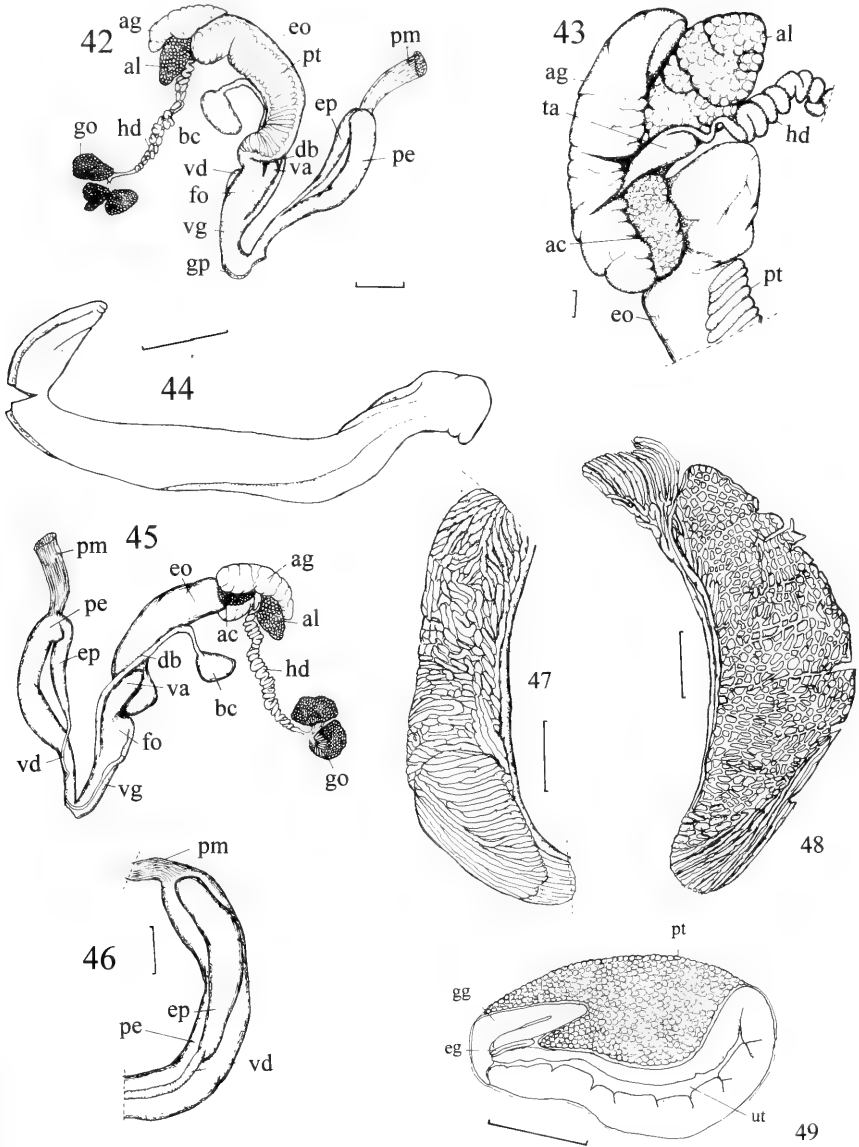 42
ag
al
eo
pt
pm
ep
hd
bc
go
db
va
vd
fo
pe
vg
gp
43
al
ag
ta
hd
ac
pt
eo
44
45
pm
ag
eo
pe
ac
al
ep
db
hd
va
bc
fo
vd
vg
go
47
48
46
pm
ep
pe
vd
49
pt
gg
eg
ut